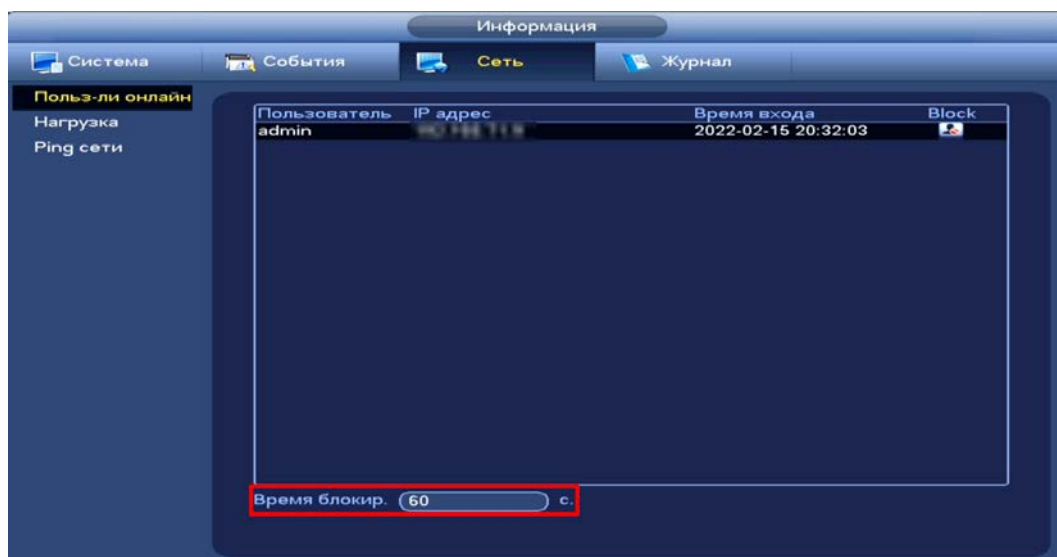 Информация
Система События Сеть Журнал
Польз-ли онлайн
Нагрузка
Ping сети
Пользователь IP адрес Время входа Block
admin 2022-02-15 20:32:03
Время блокир. 60 с.